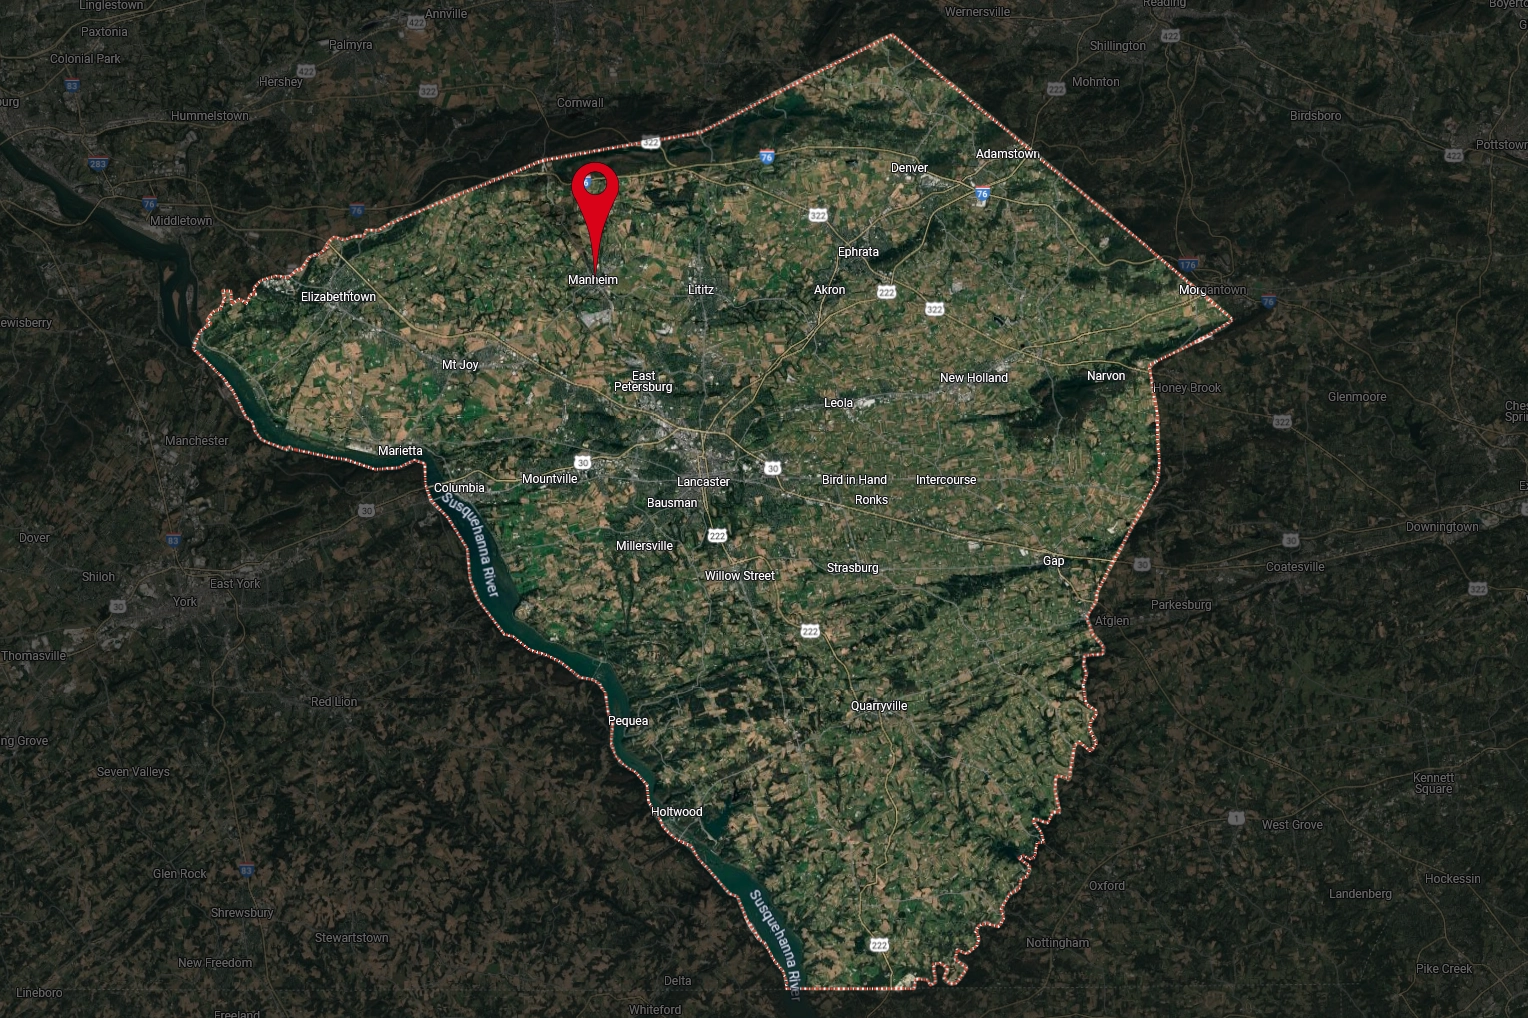 Linglestown
Annville
Wernersville
Reading
Paxtonia
422
Palmyra
Shillington
422
Colonial Park
83
Hershey
422
322
Mohnton
322
Cornwall
Hummelstown
Birdsboro
Pottstown
422
322
283
76
Adamstown
Denver
76
76
76
Middletown
322
Ephrata
176
Manheim
Lititz
Akron
222
Morgantown
76
Elizabethtown
322
Mt Joy
East
Petersburg
New Holland
Narvon
Honey Brook
Glenmoore
Leola
322
Manchester
Marietta
30
30
Columbia
Mountville
Lancaster
Bird in Hand
Intercourse
Bausman
Ronks
30
Susquehanna River
Downingtown
Dover
83
222
30
Millersville
Strasburg
Gap
30
Coatesville
Shiloh
East York
Willow Street
322
York
30
Parkesburg
Atglen
222
Thomasville
Red Lion
Quarryville
Pequea
Seven Valleys
Kennett
Square
Holtwood
1
West Grove
Glen Rock
83
Oxford
Hockessin
Landenberg
Shrewsbury
Susquehanna River
Stewartstown
222
Nottingham
New Freedom
Pike Creek
Delta
Lineboro
Whiteford
Freeland